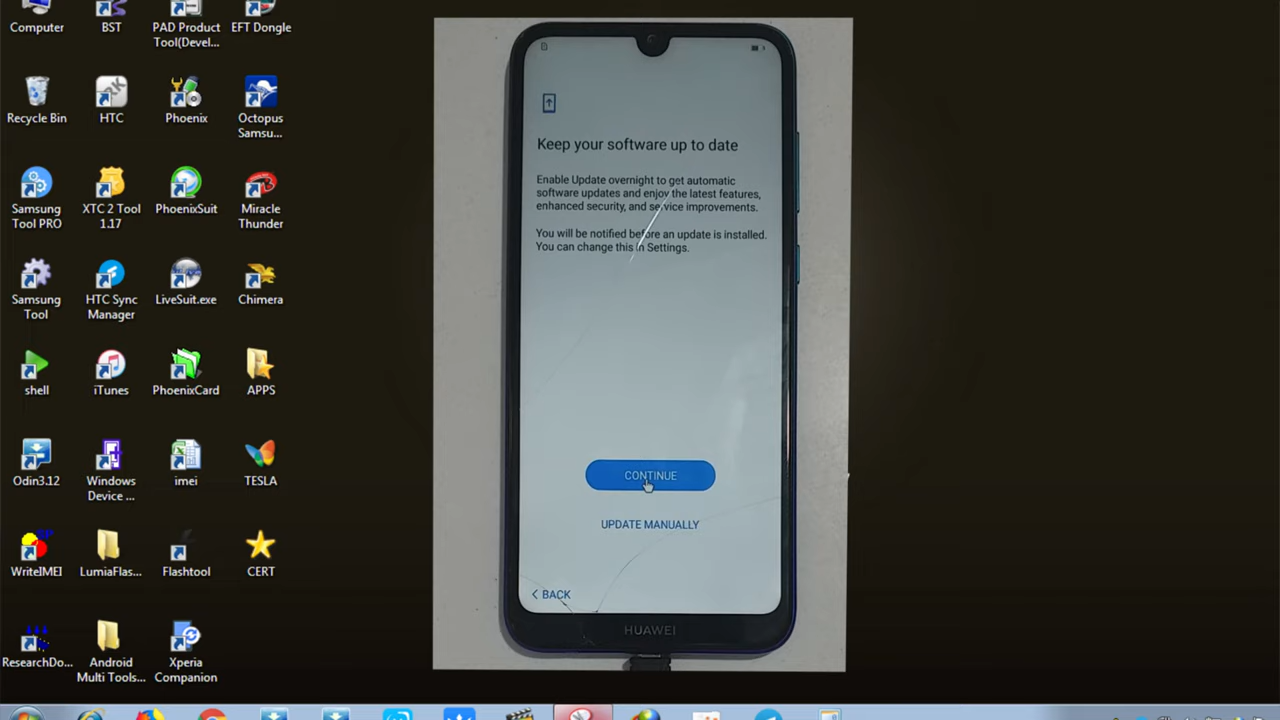 Computer
BST
PAD Product
Tool(Devel...
EFT Dongle
Recycle Bin
HTC
Phoenix
Octopus
Samsu...
Samsung
Tool PRO
XTC 2 Tool
1.17
PhoenixSuit
Miracle
Thunder
Samsung
Tool
HTC Sync
Manager
LiveSuit.exe
Chimera
shell
iTunes
PhoenixCard
APPS
Odin3.12
Windows
Device ...
imei
TESLA
WriteIMEI
LumiaFlas...
Flashtool
CERT
ResearchDo...
Android
Multi Tools...
Xperia
Companion
Keep your software up to date
Enable Update overnight to get automatic
software updates and enjoy the latest features,
enhanced security, and service improvements.
You will be notified before an update is installed.
You can change this in Settings.
CONTINUE
UPDATE MANUALLY
< BACK
HUAWEI